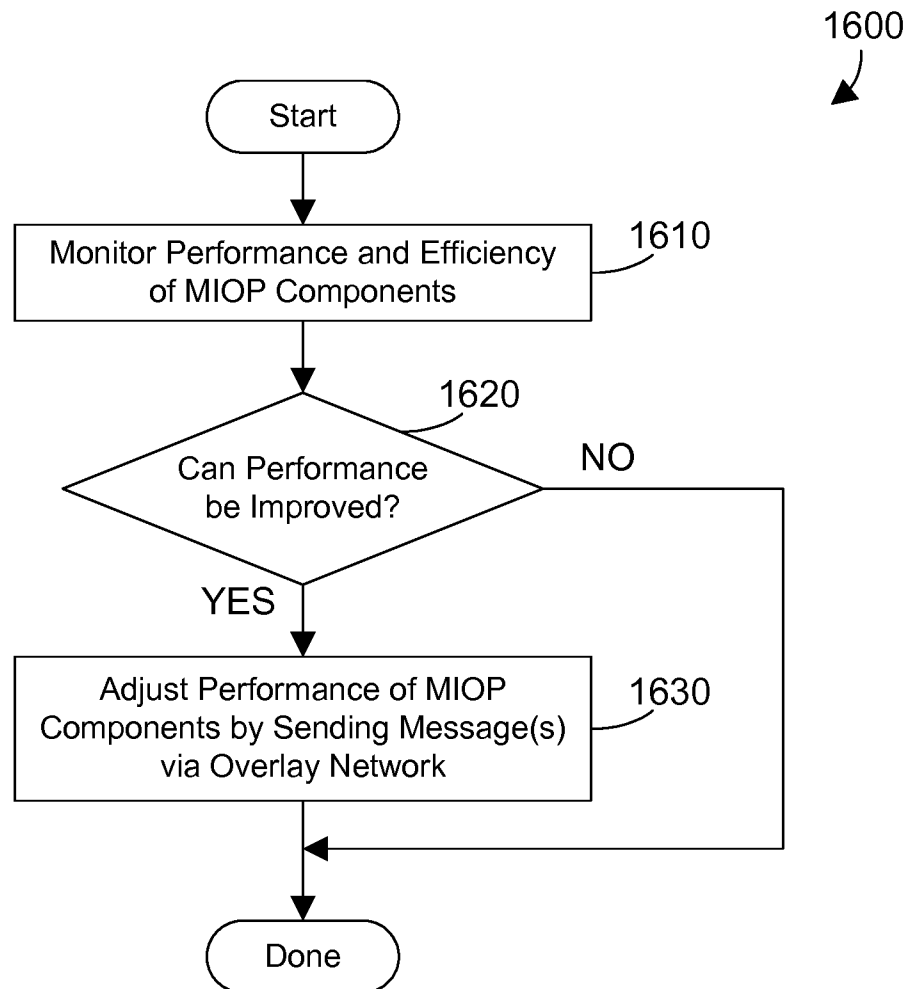 1600
Start
Monitor Performance and Efficiency
of MIOP Components
1610
1620
Can Performance
be Improved?
NO
YES
Adjust Performance of MIOP
Components by Sending Message(s)
via Overlay Network
1630
Done